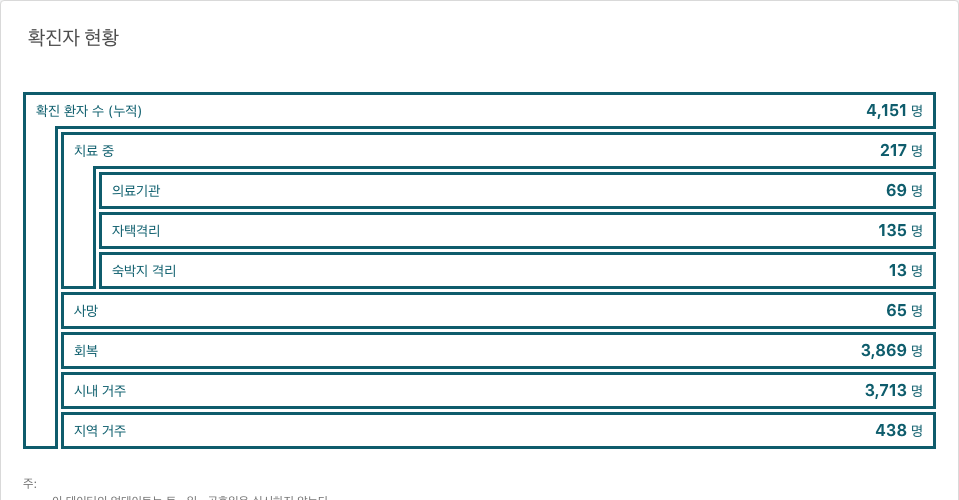 확진자 현황
확진 환자 수 (누적) 4,151 명
치료 중 217 명
의료기관 69 명
자택격리 135 명
숙박지 격리 13 명
사망 65 명
회복 3,869 명
시내 거주 3,713 명
지역 거주 438 명
주: